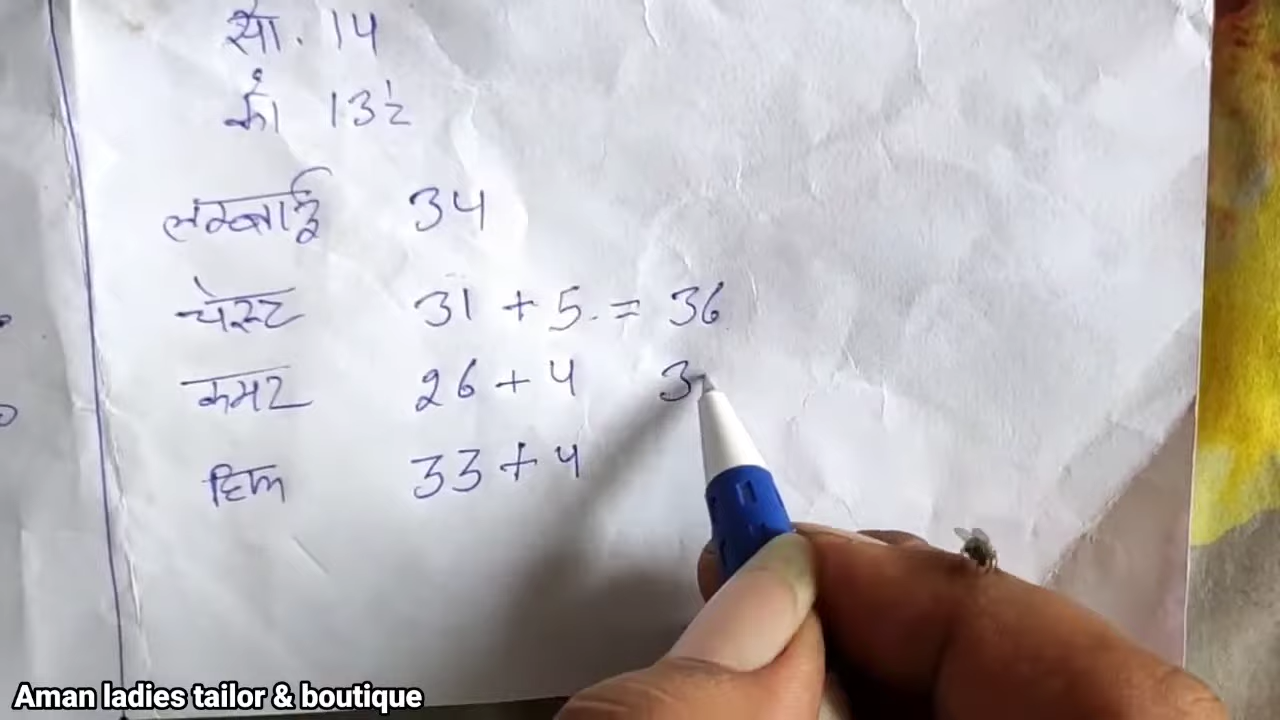 सो. 14
कां 13½
लम्बाई 34
चेस्ट 31 + 5 = 36
कमर 26 + 4 3
हिप 33 + 4
Aman ladies tailor & boutique